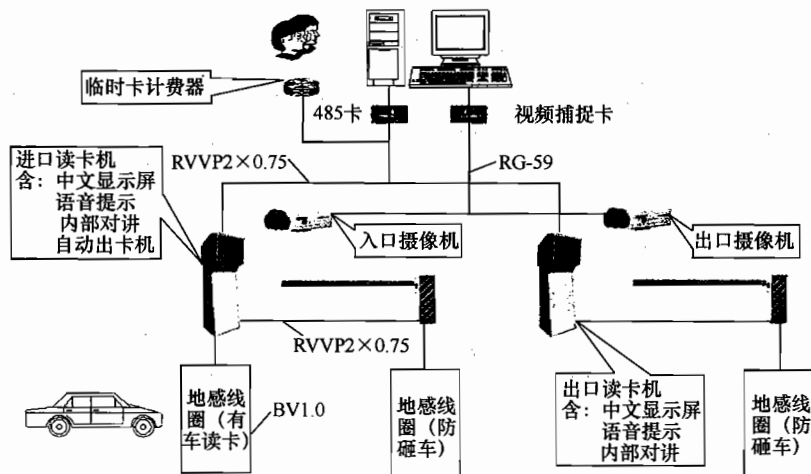 临时卡计费器
485卡
视频捕捉卡
进口读卡机
含：中文显示屏
语音提示
内部对讲
自动出卡机
RVVP2×0.75
RG-59
入口摄像机
出口摄像机
RVVP2×0.75
地感线
圈（有
车读卡）
BV1.0
地感线
圈（防
砸车）
出口读卡机
含：中文显示屏
语音提示
内部对讲
地感线
圈（防
砸车）